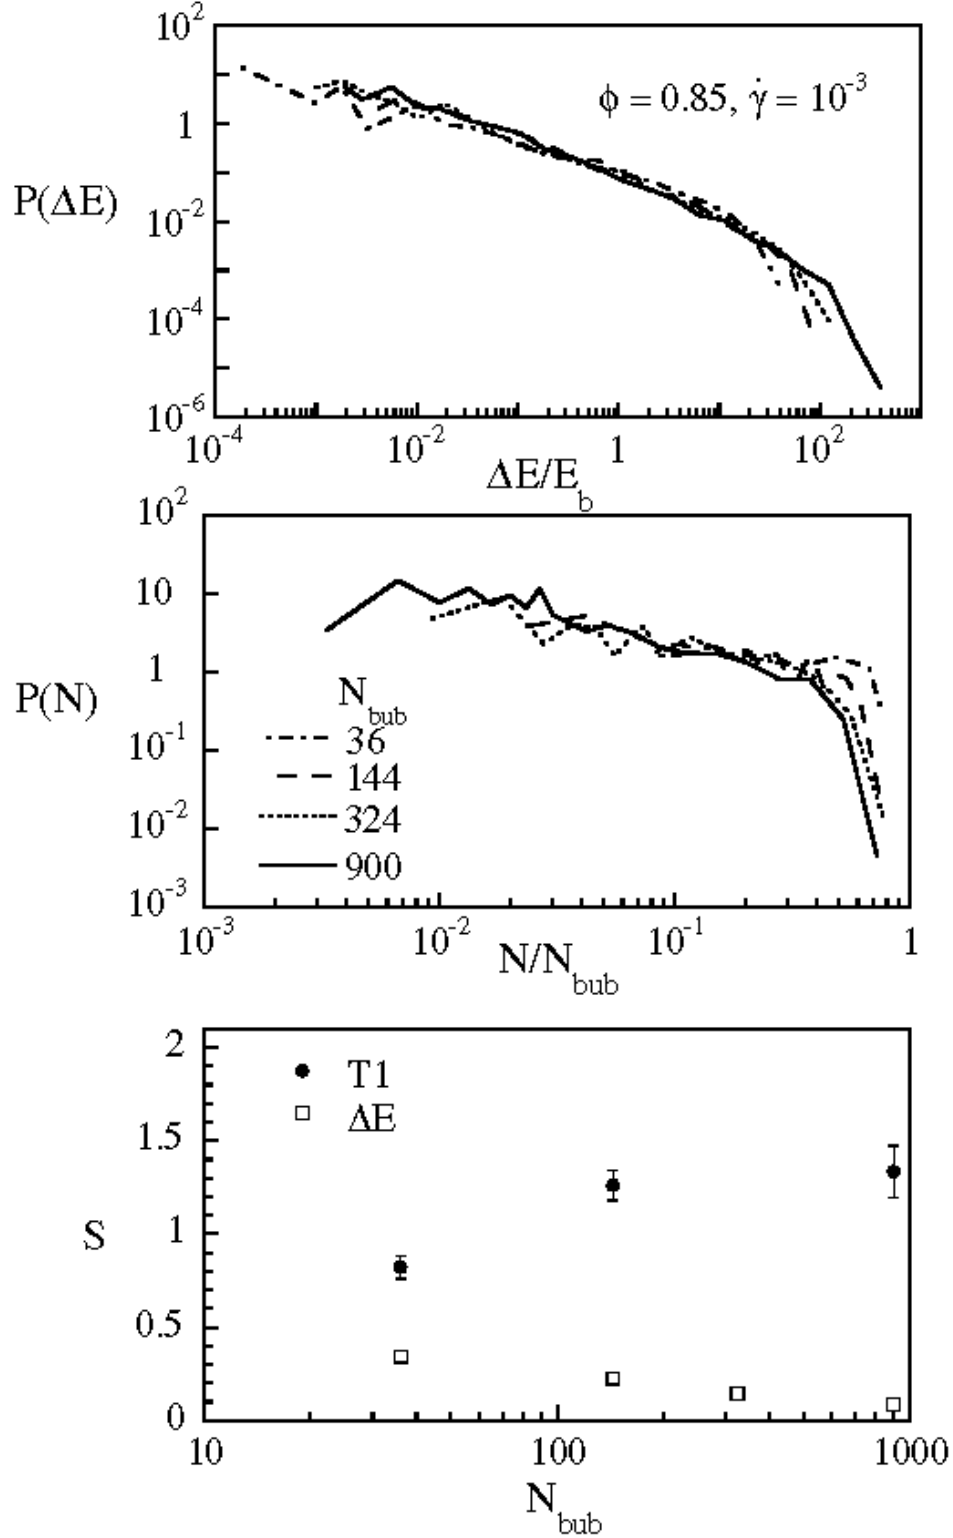 10^2
1
10^-2
10^-4
10^-6
P(ΔE)
ϕ = 0.85, γ̇ = 10^-3
10^-4 10^-2 1 10^2
ΔE/E_b
10^2
10
1
10^-1
10^-2
10^-3
P(N)
N_bub
36
144
324
900
10^-3 10^-2 10^-1 1
N/N_bub
2
1.5
1
0.5
0
S
T1
ΔE
10 100 1000
N_bub